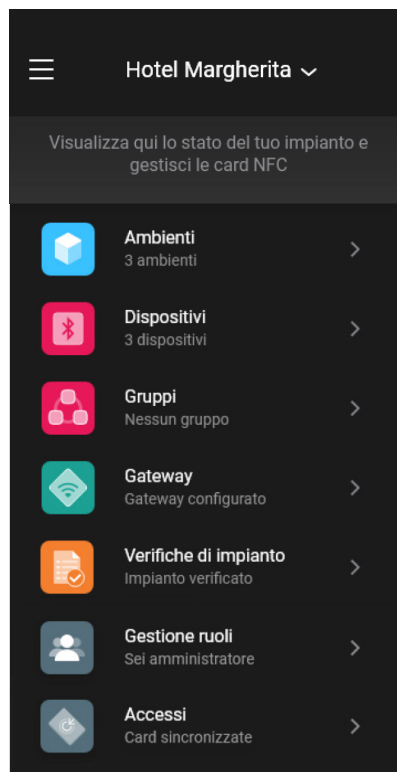 Hotel Margherita
Visualizza qui lo stato del tuo impianto e
gestisci le card NFC
Ambienti
3 ambienti
Dispositivi
3 dispositivi
Gruppi
Nessun gruppo
Gateway
Gateway configurato
Verifiche di impianto
Impianto verificato
Gestione ruoli
Sei amministratore
Accessi
Card sincronizzate